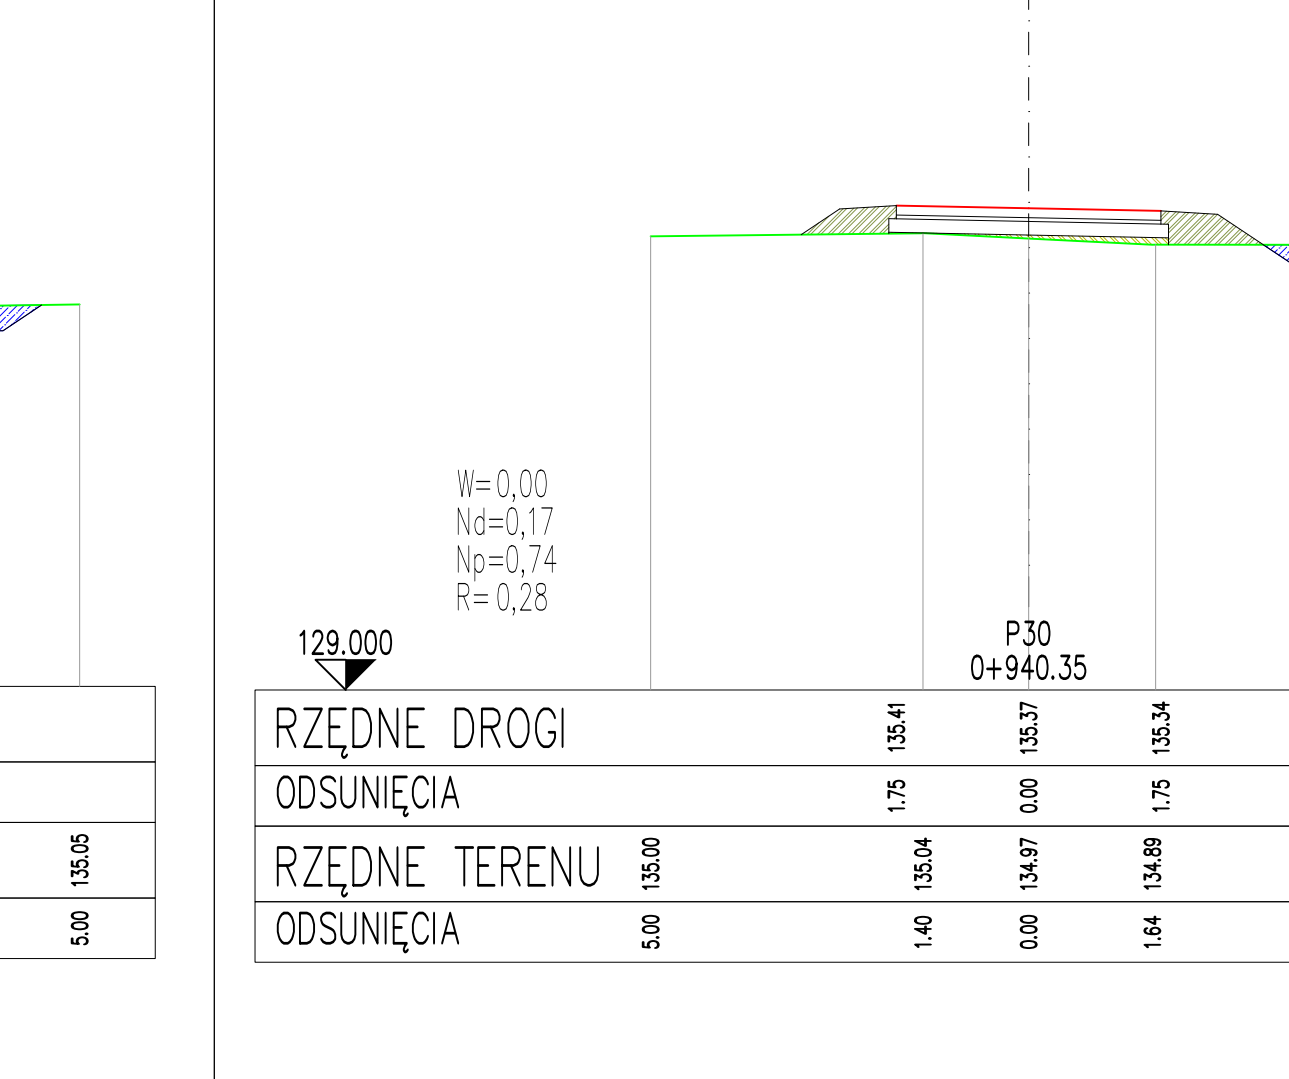 W=0,00
Nd=0,17
Np=0,74
R=0,28
129.000
P30
0+940.35
RZĘDNE DROGI 135.41 135.37 135.34
ODSUNIĘCIA 1.75 0.00 1.75
RZĘDNE TERENU 135.00 135.04 134.97 134.89
ODSUNIĘCIA 5.00 1.40 0.00 1.64
135.05
5.00